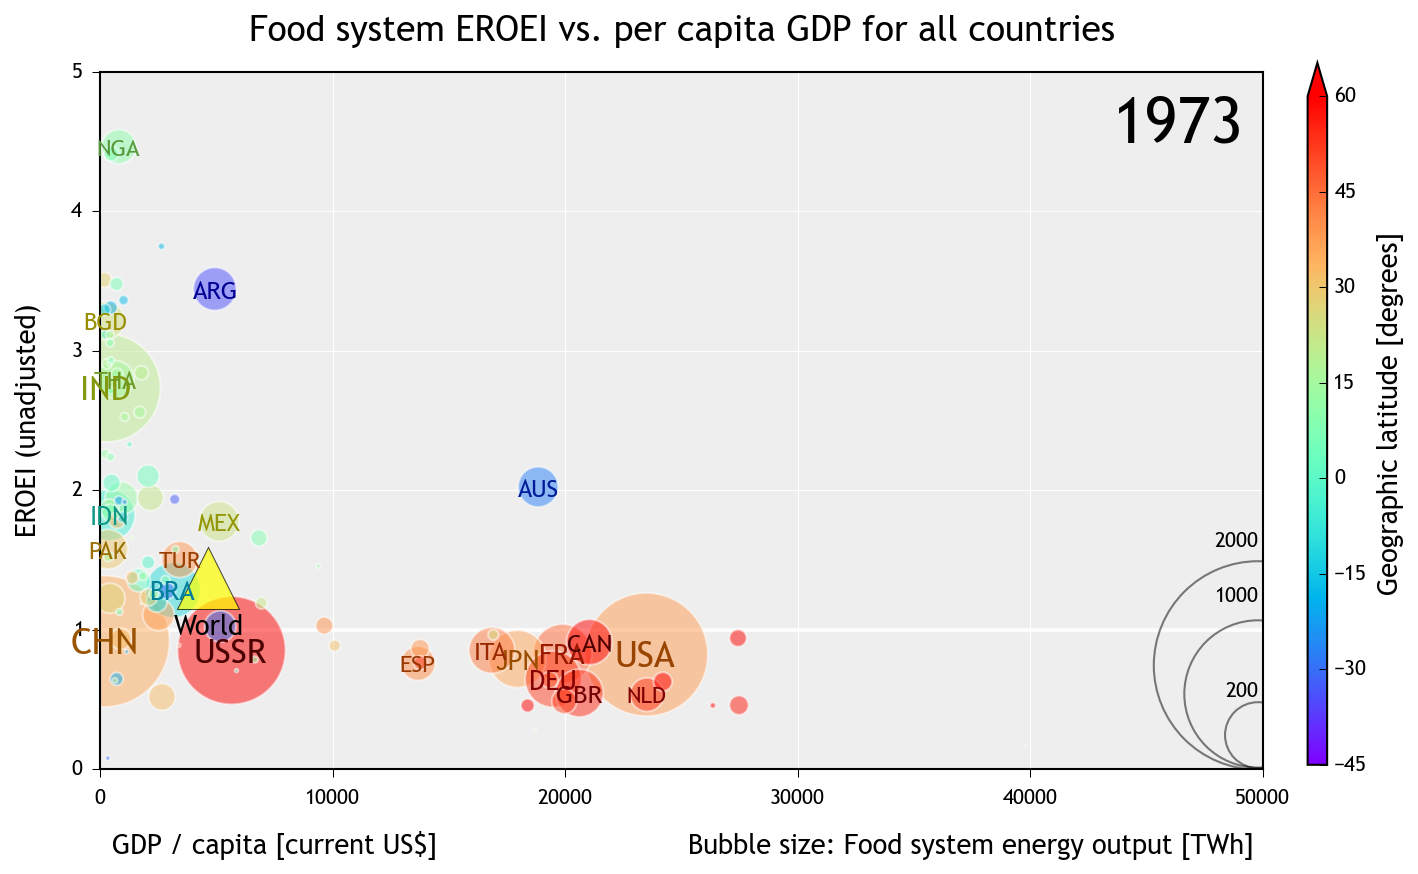 Food system EROEI vs. per capita GDP for all countries
1973
5
4
3
2
1
0
EROEI (unadjusted)
NGA
ARG
BGD
THA
IND
AUS
IDN
MEX
PAK
TUR
BRA
World
CHN
USSR
ESP
ITA
JPN
FRA
CAN
USA
DEU
GBR
NLD
2000
1000
200
0
10000
20000
30000
40000
50000
GDP / capita [current US$]
Bubble size: Food system energy output [TWh]
60
45
30
15
0
−15
−30
−45
Geographic latitude [degrees]